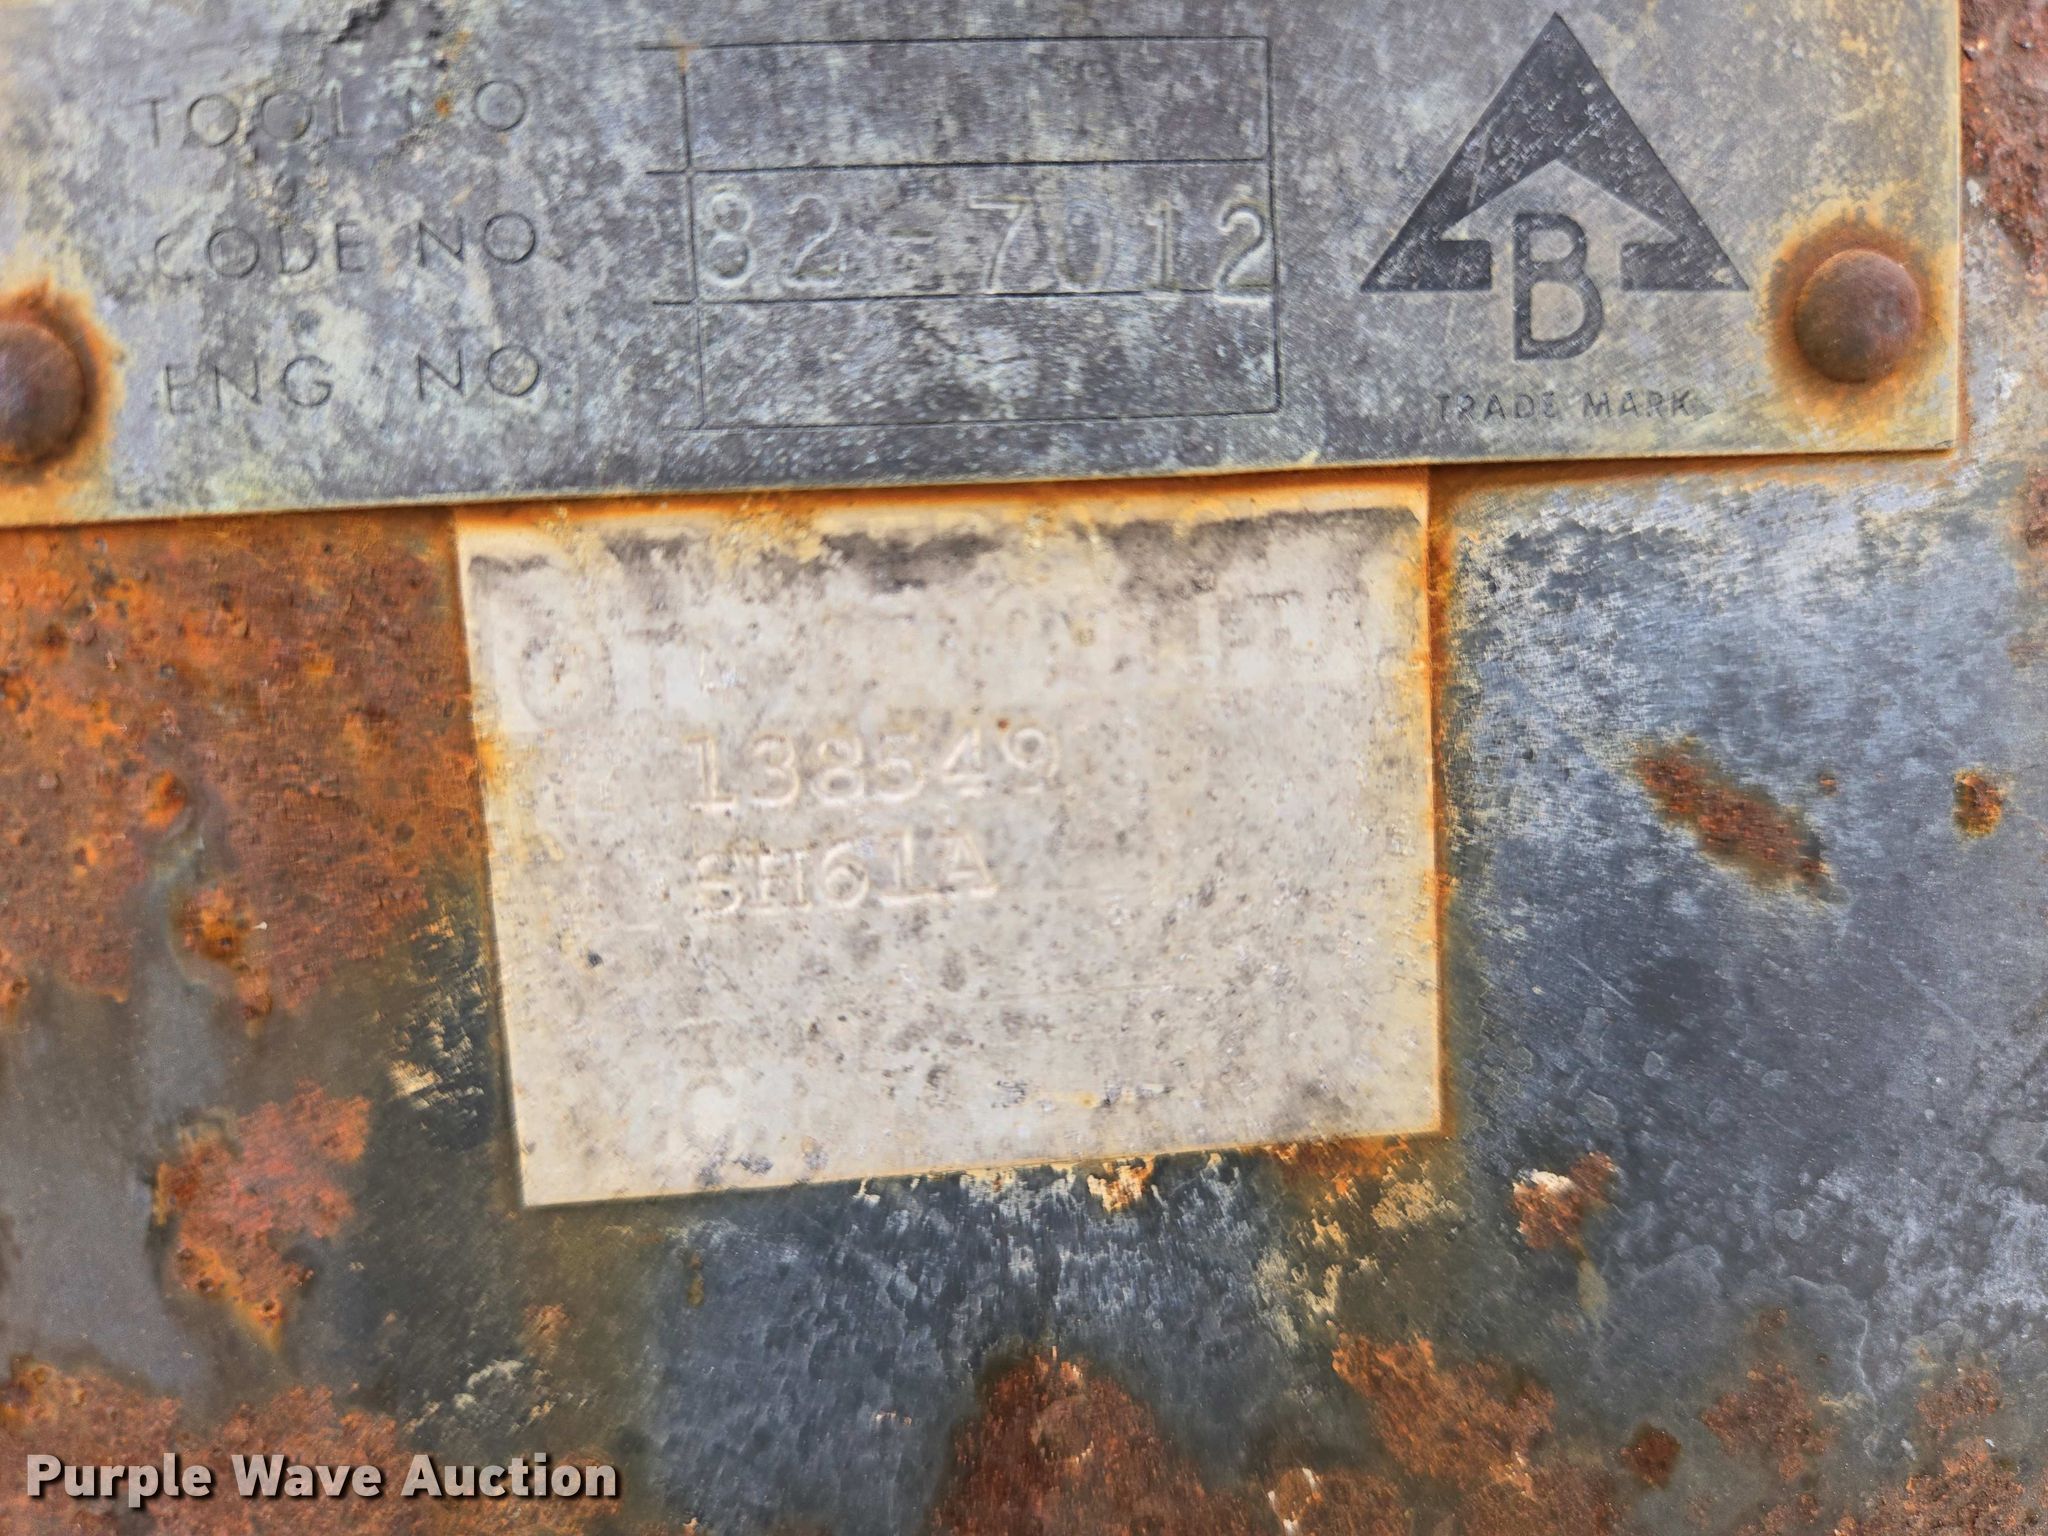 TOOL NO
CODE NO. 82-7012
ENG NO.
B
TRADE MARK
138549
SH61A
Purple Wave Auction